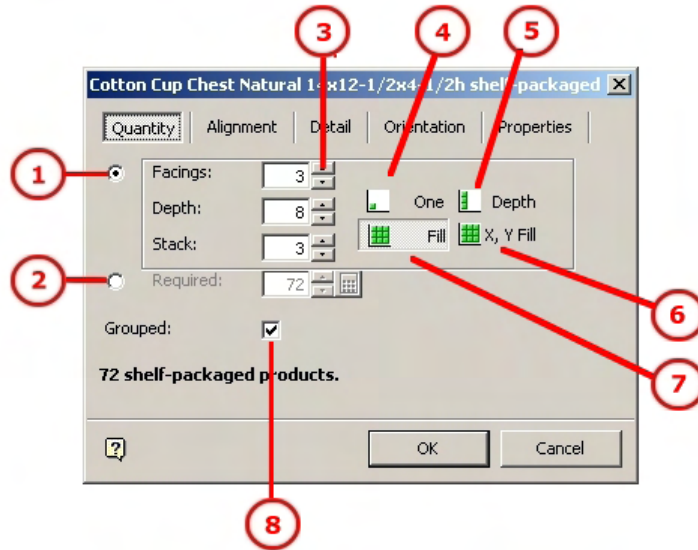 3 4 5
Cotton Cup Chest Natural 14x12-1/2x4-1/2h shelf-packaged
Quantity Alignment Detail Orientation Properties
1
Facings: 3
Depth: 8 One Depth
Stack: 3 Fill X, Y Fill
2
Required: 72
6
Grouped:
7
72 shelf-packaged products.
? OK Cancel
8